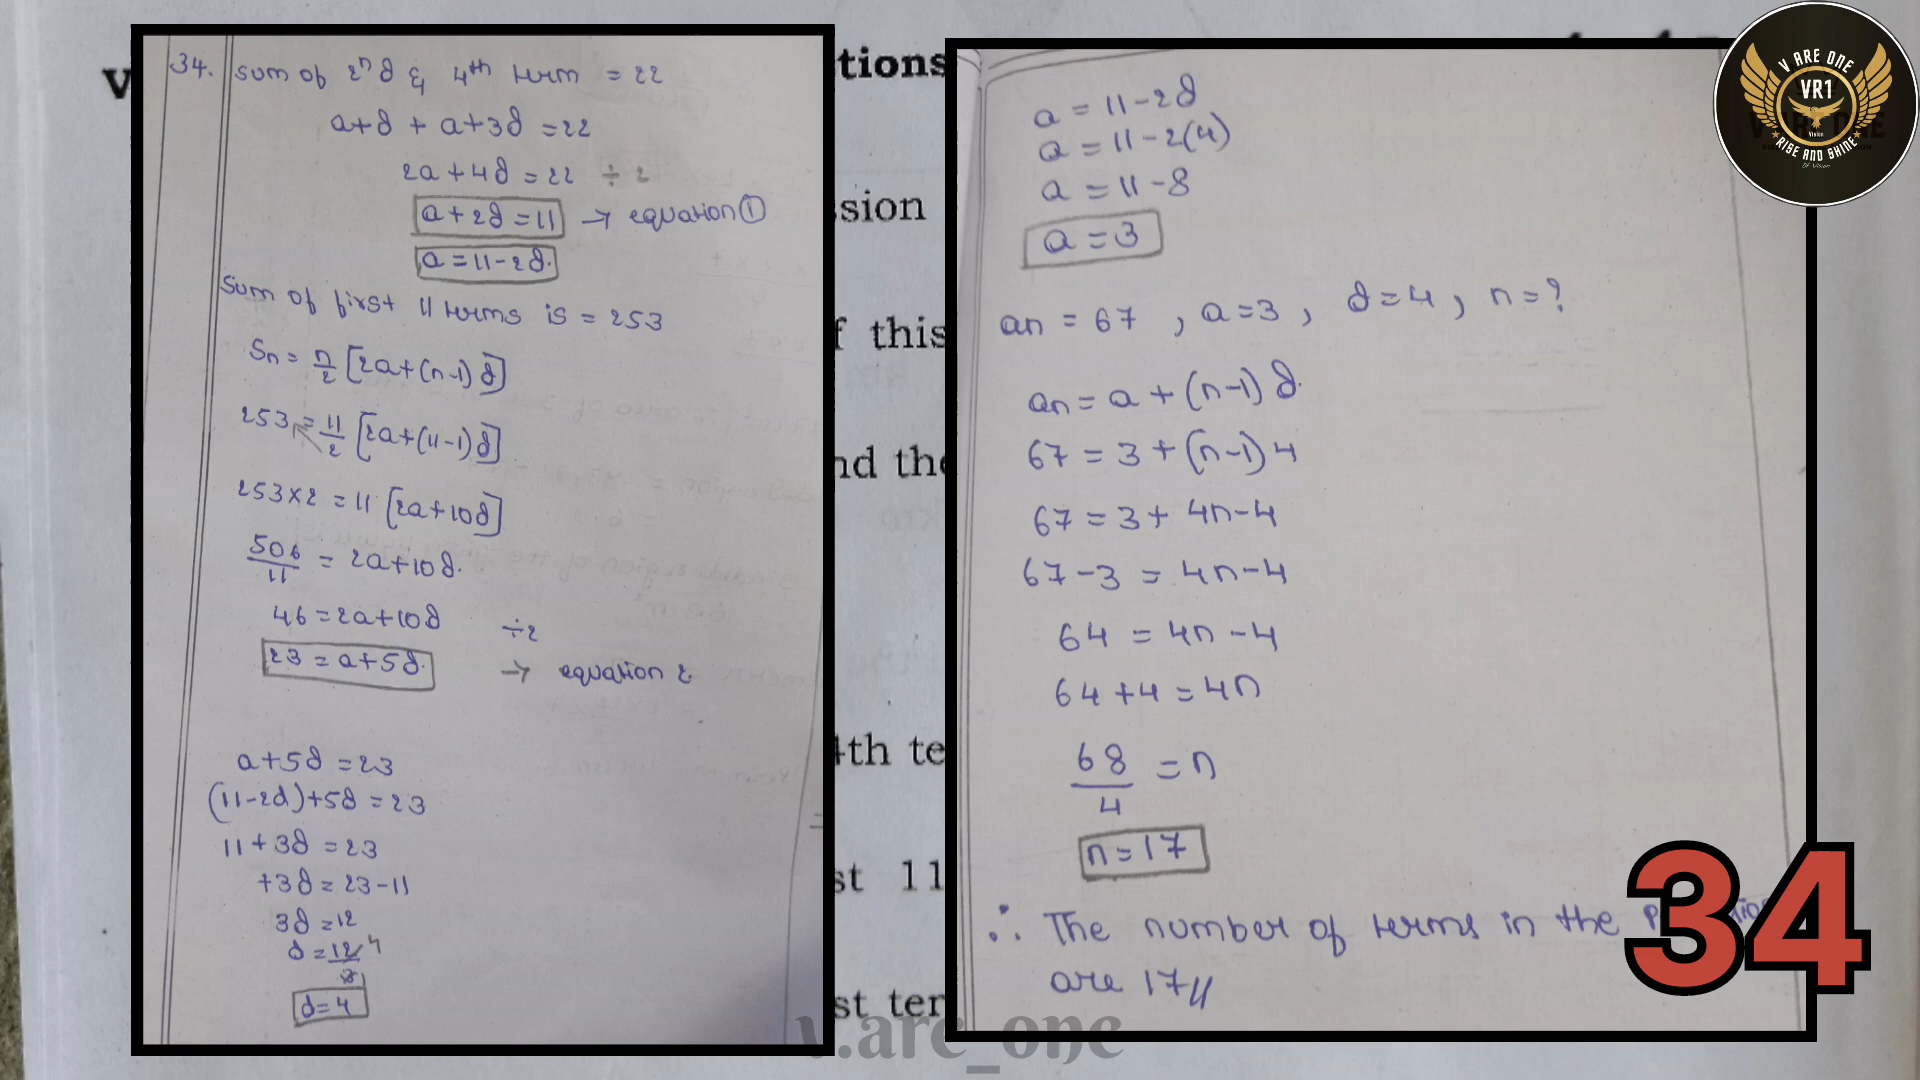 34. sum of 2nd & 4th term = 22
a+d + a+3d = 22
2a+4d = 22 ÷ 2
a+2d = 11 → equation ①
a = 11-2d.
Sum of first 11 terms is = 253
Sn = n/2 [2a+(n-1)d]
253 = 11/2 [2a+(11-1)d]
253×2 = 11 [2a+10d]
506/11 = 2a+10d.
46 = 2a+10d ÷2
23 = a+5d. → equation 2
a+5d = 23
(11-2d)+5d = 23
11+3d = 23
+3d = 23-11
3d = 12
d = 12/3 4 1
d=4
a = 11-2d
a = 11-2(4)
a = 11-8
a = 3
an = 67 , a=3 , d=4 , n=?
an = a + (n-1) d.
67 = 3 + (n-1) 4
67 = 3 + 4n-4
67-3 = 4n-4
64 = 4n-4
64+4 = 4n
68/4 = n
n=17
∴ The number of terms in the
are 17//
34
V ARE ONE
VR1
Vision
RISE AND SHINE
Of Vision
v.are_one
V
tions
sion
f this
nd the
4th te
st 11
st ter